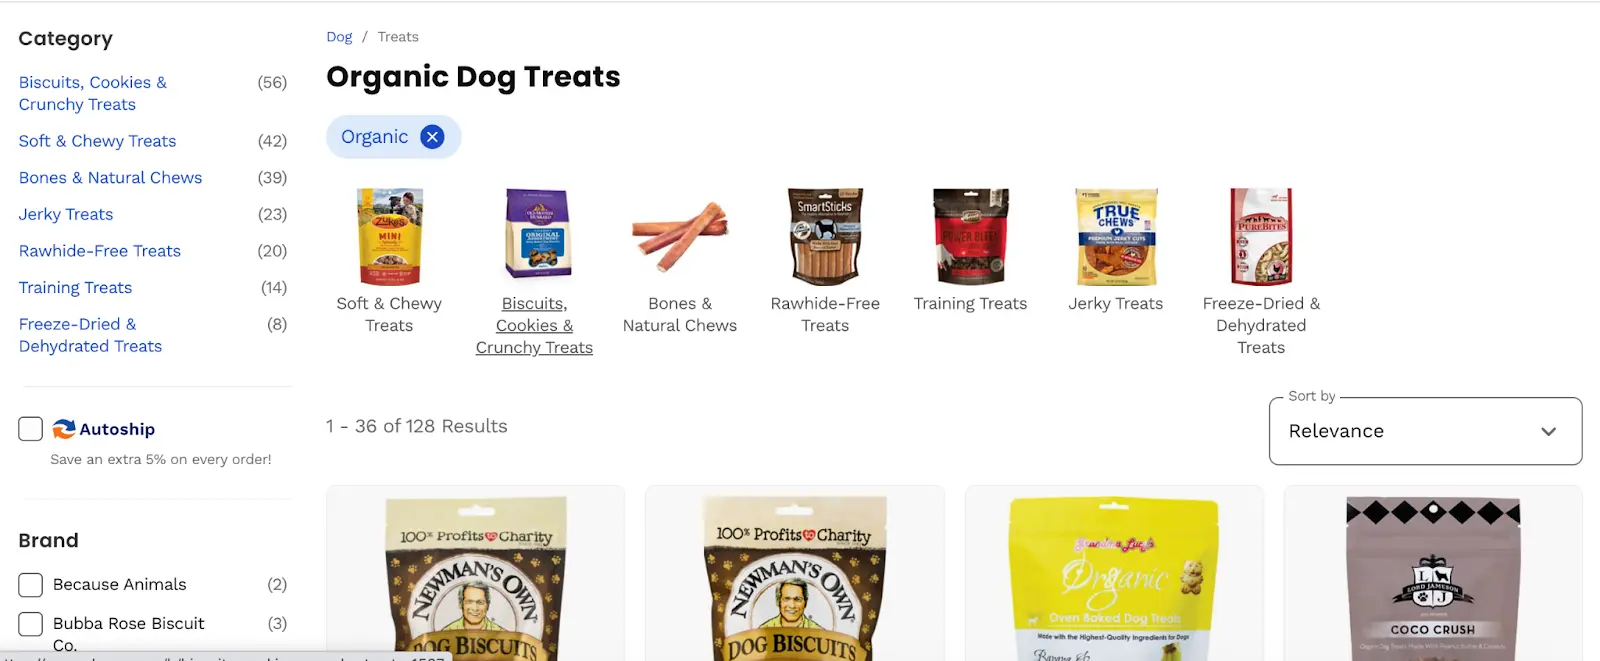 Category
Biscuits, Cookies & (56)
Crunchy Treats
Soft & Chewy Treats (42)
Bones & Natural Chews (39)
Jerky Treats (23)
Rawhide-Free Treats (20)
Training Treats (14)
Freeze-Dried & (8)
Dehydrated Treats
Autoship
Save an extra 5% on every order!
Brand
Because Animals (2)
Bubba Rose Biscuit (3)
Co.
Dog / Treats
Organic Dog Treats
Organic
Zuke's
MINI
ORIGINAL
SmartSticks
POWER BITES
TRUE
CHEWS
PREMIUM JERKY CUTS
PUREBITES
Soft & Chewy
Treats
Biscuits,
Cookies &
Crunchy Treats
Bones &
Natural Chews
Rawhide-Free
Treats
Training Treats
Jerky Treats
Freeze-Dried &
Dehydrated
Treats
1 - 36 of 128 Results
Sort by
Relevance
100% Profits to Charity
NEWMAN'S OWN
DOG BISCUITS
100% Profits to Charity
NEWMAN'S OWN
DOG BISCUITS
Grandma Lucy's
Organic
Oven Baked Dog Treats
Made with the Highest-Quality Ingredients for Dogs
Banana &
L J
LORD JAMESON
COCO CRUSH